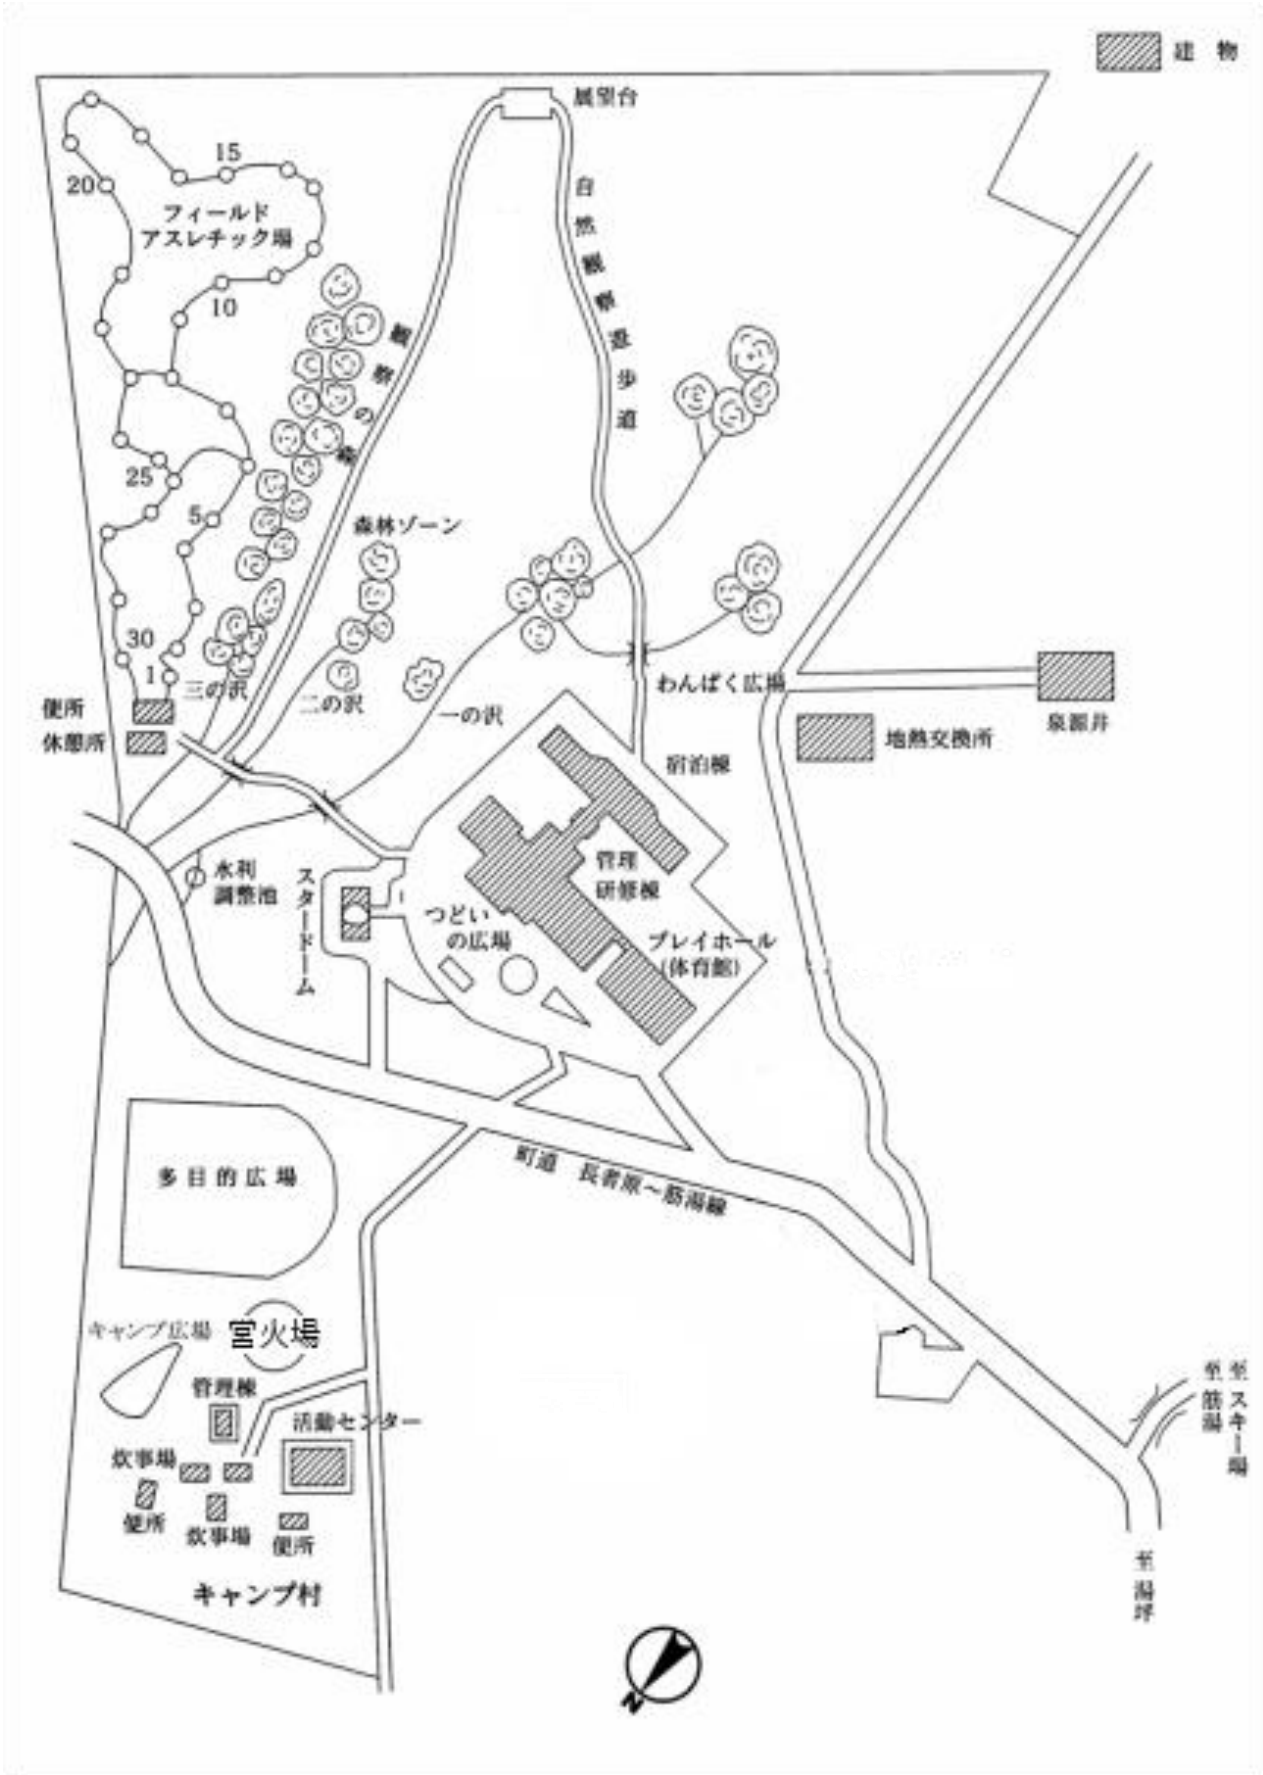 建物
展望台
15
20
フィールド
アスレチック場
自然観察遊歩道
10
観察の森
25
5
森林ゾーン
30
1
三の沢
二の沢
一の沢
わんぱく広場
便所
休憩所
泉源井
地熱交換所
宿泊棟
水利
調整池
スタードーム
管理
研修棟
つどい
の広場
プレイホール
(体育館)
町道 長者原~筋湯線
多目的広場
キャンプ広場
営火場
管理棟
活動センター
炊事場
便所
炊事場
便所
キャンプ村
至スキー場
至筋湯
至湯坪
N